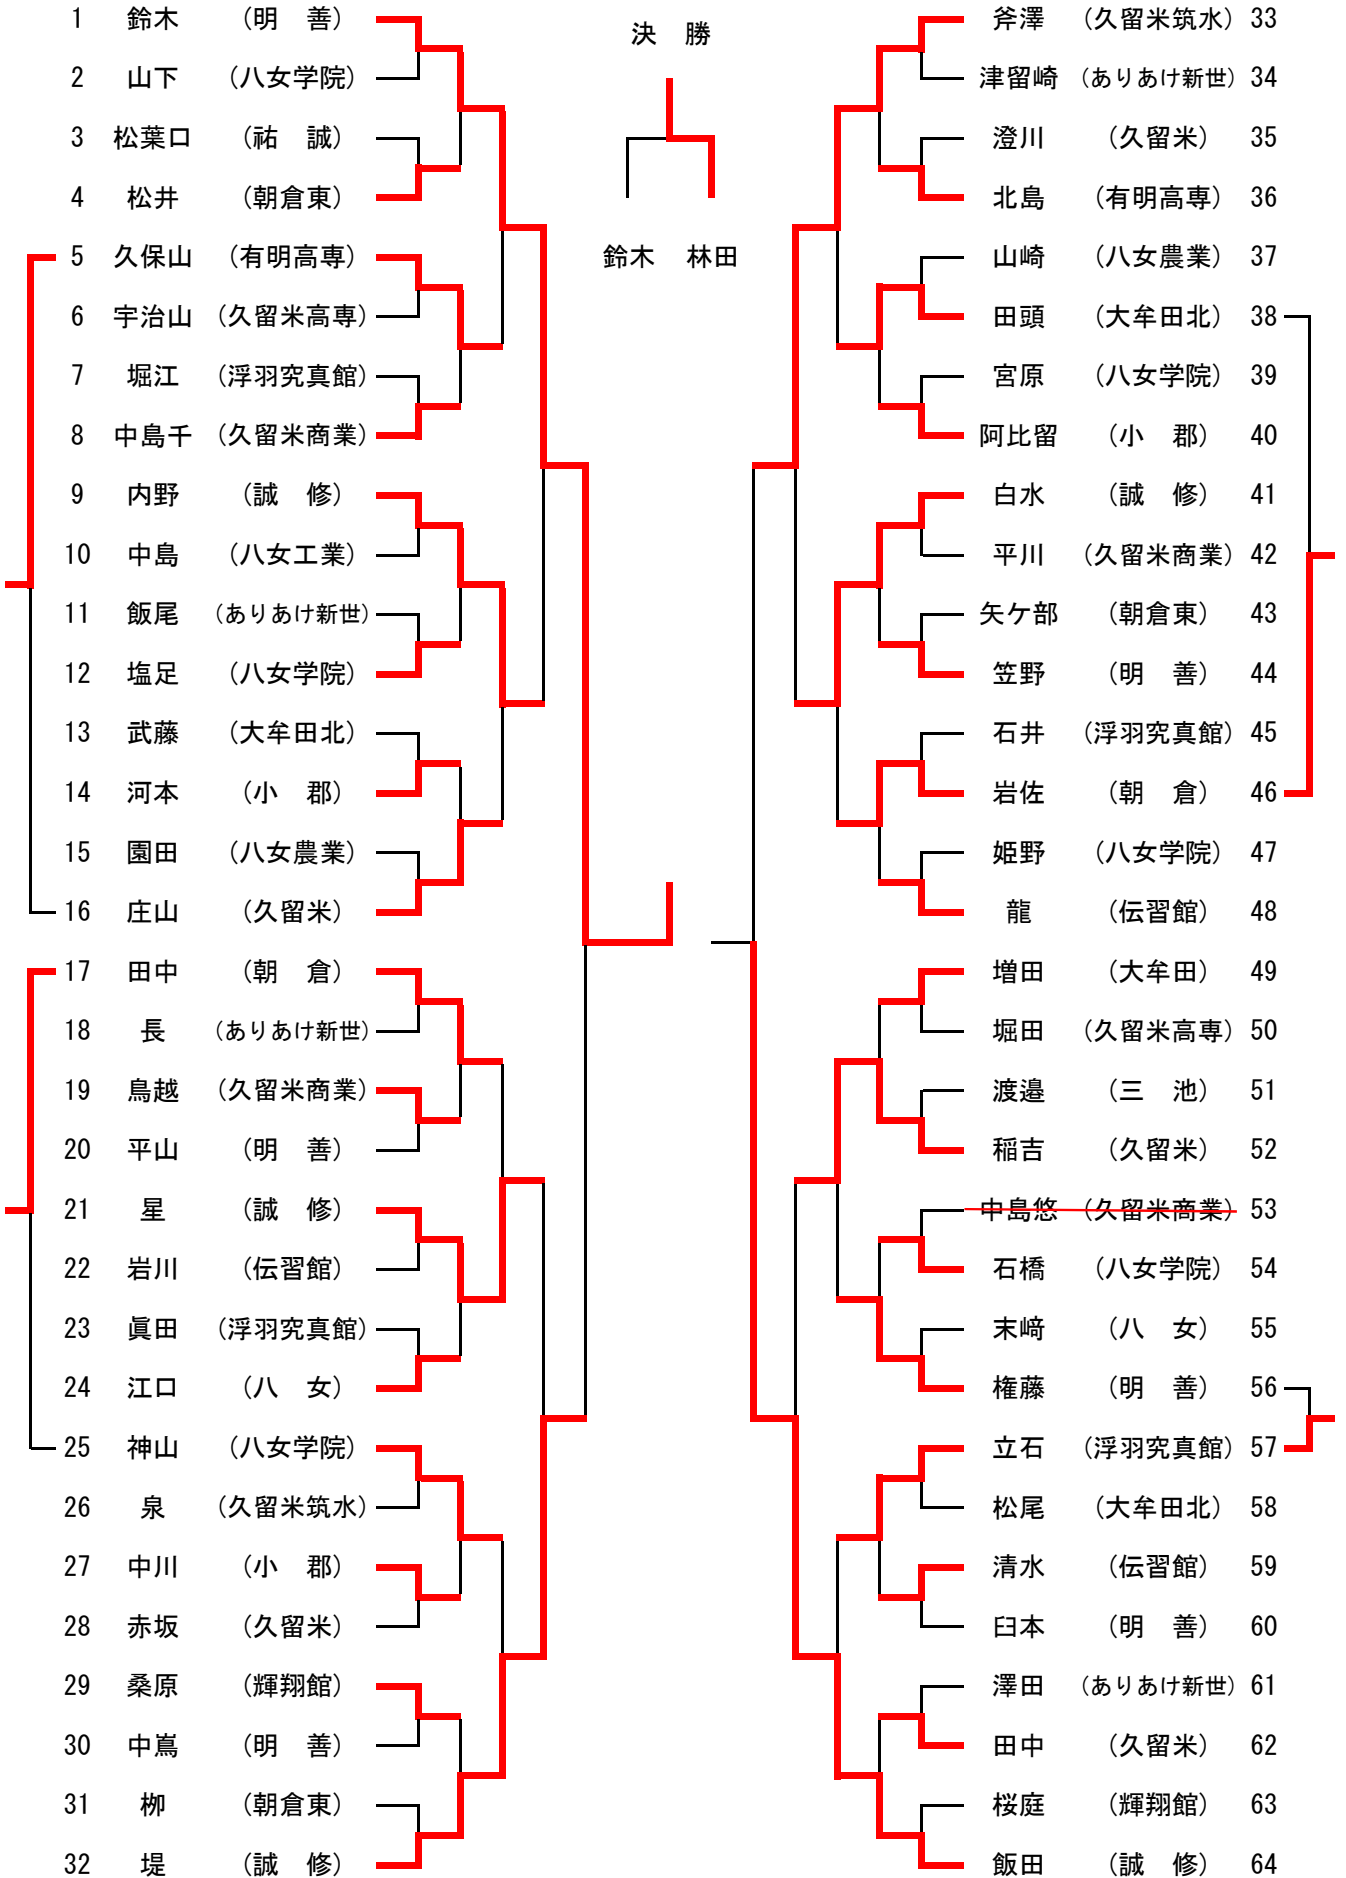 決　勝
鈴木　林田
1 鈴木 （明　善）
2 山下 （八女学院）
3 松葉口 （祐　誠）
4 松井 （朝倉東）
5 久保山 （有明高専）
6 宇治山 （久留米高専）
7 堀江 （浮羽究真館）
8 中島千 （久留米商業）
9 内野 （誠　修）
10 中島 （八女工業）
11 飯尾 （ありあけ新世）
12 塩足 （八女学院）
13 武藤 （大牟田北）
14 河本 （小　郡）
15 園田 （八女農業）
16 庄山 （久留米）
17 田中 （朝　倉）
18 長 （ありあけ新世）
19 鳥越 （久留米商業）
20 平山 （明　善）
21 星 （誠　修）
22 岩川 （伝習館）
23 眞田 （浮羽究真館）
24 江口 （八　女）
25 神山 （八女学院）
26 泉 （久留米筑水）
27 中川 （小　郡）
28 赤坂 （久留米）
29 桑原 （輝翔館）
30 中嶌 （明　善）
31 栁 （朝倉東）
32 堤 （誠　修）
斧澤 （久留米筑水） 33
津留崎 （ありあけ新世） 34
澄川 （久留米） 35
北島 （有明高専） 36
山崎 （八女農業） 37
田頭 （大牟田北） 38
宮原 （八女学院） 39
阿比留 （小　郡） 40
白水 （誠　修） 41
平川 （久留米商業） 42
矢ケ部 （朝倉東） 43
笠野 （明　善） 44
石井 （浮羽究真館） 45
岩佐 （朝　倉） 46
姫野 （八女学院） 47
龍 （伝習館） 48
増田 （大牟田） 49
堀田 （久留米高専） 50
渡邉 （三　池） 51
稲吉 （久留米） 52
中島悠 （久留米商業） 53
石橋 （八女学院） 54
末﨑 （八　女） 55
権藤 （明　善） 56
立石 （浮羽究真館） 57
松尾 （大牟田北） 58
清水 （伝習館） 59
臼本 （明　善） 60
澤田 （ありあけ新世） 61
田中 （久留米） 62
桜庭 （輝翔館） 63
飯田 （誠　修） 64